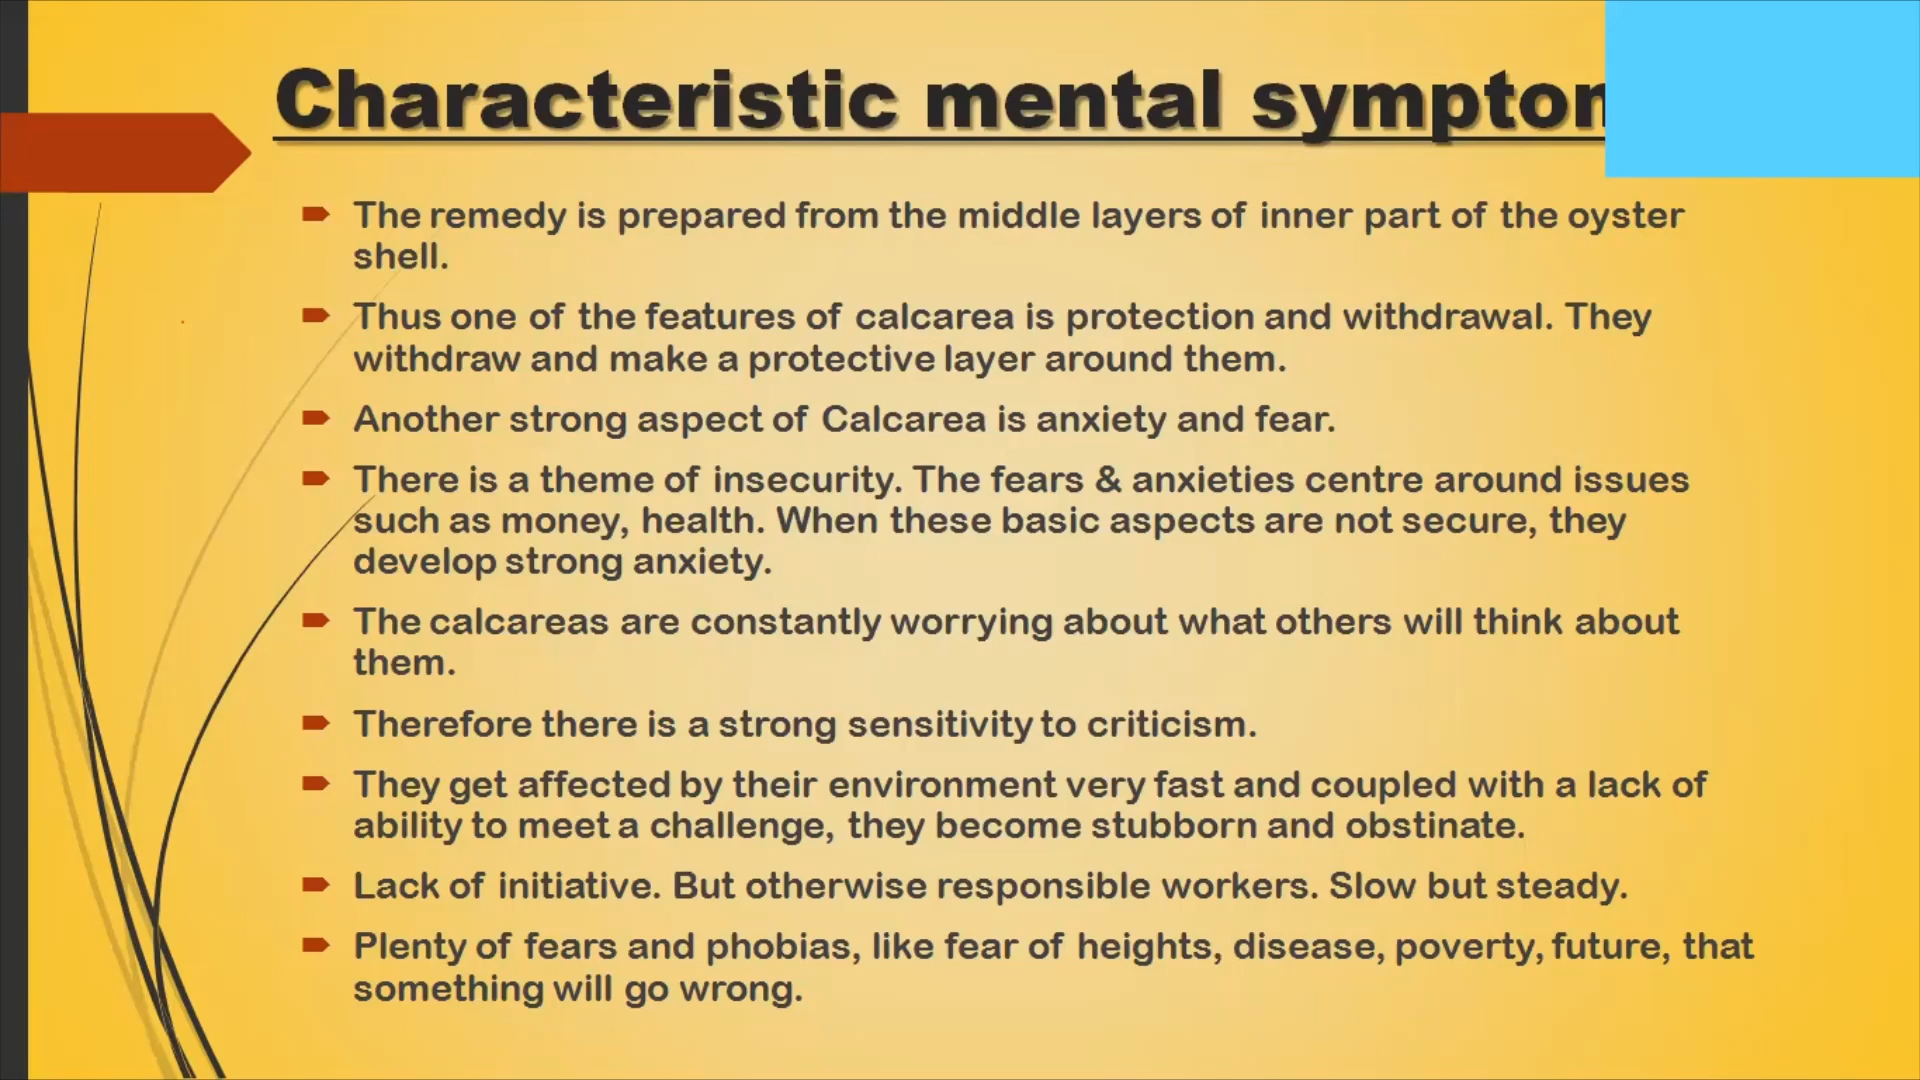 Characteristic mental
The remedy is prepared from the middle layers of inner part of the oyster
shell.
Thus one of the features of calcarea is protection and withdrawal. They
withdraw and make a protective layer around them.
Another strong aspect of Calcarea is anxiety and fear.
There is a theme of insecurity. The fears & anxieties centre around issues
such as money, health. When these basic aspects are not secure, they
develop strong anxiety.
The calcareas are constantly worrying about what others will think about
them.
Therefore there is a strong sensitivity to criticism.
They get affected by their environment very fast and coupled with a lack of
ability to meet a challenge, they become stubborn and obstinate.
Lack of initiative. But otherwise responsible workers. Slow but steady.
Plenty of fears and phobias, like fear of heights, disease, poverty, future, that
something will go wrong.